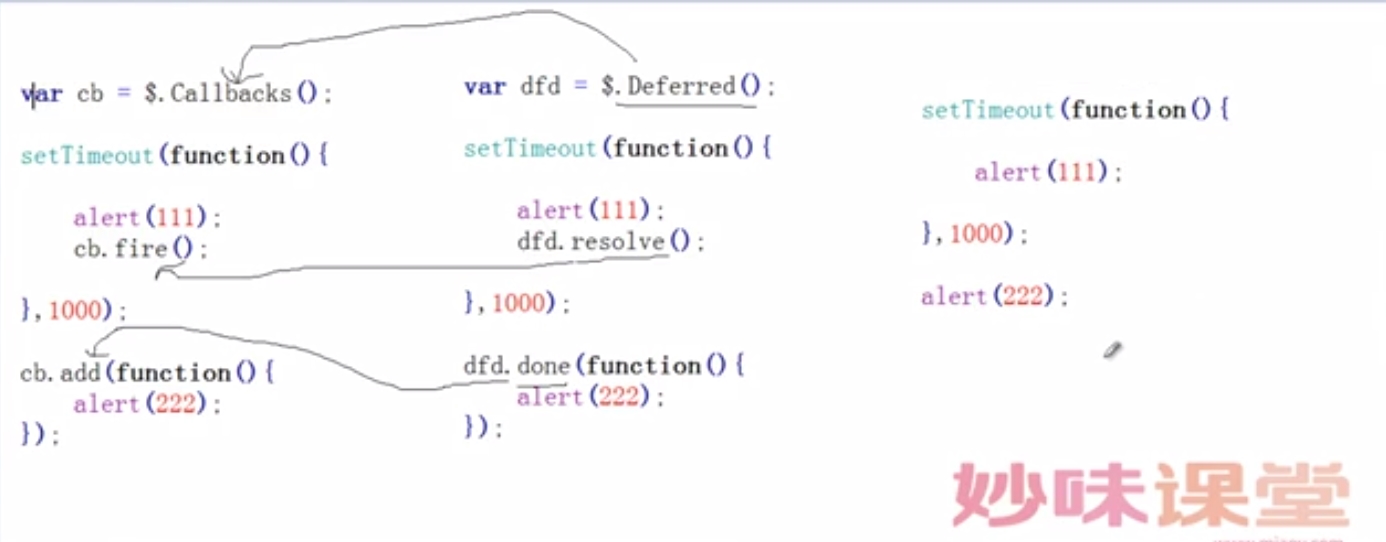 var cb = $.Callbacks();
setTimeout(function(){
alert(111);
cb.fire();
},1000);
cb.add(function(){
alert(222);
});
var dfd = $.Deferred();
setTimeout(function(){
alert(111);
dfd.resolve();
},1000);
dfd.done(function(){
alert(222);
});
setTimeout(function(){
alert(111);
},1000);
alert(222);
妙味课堂